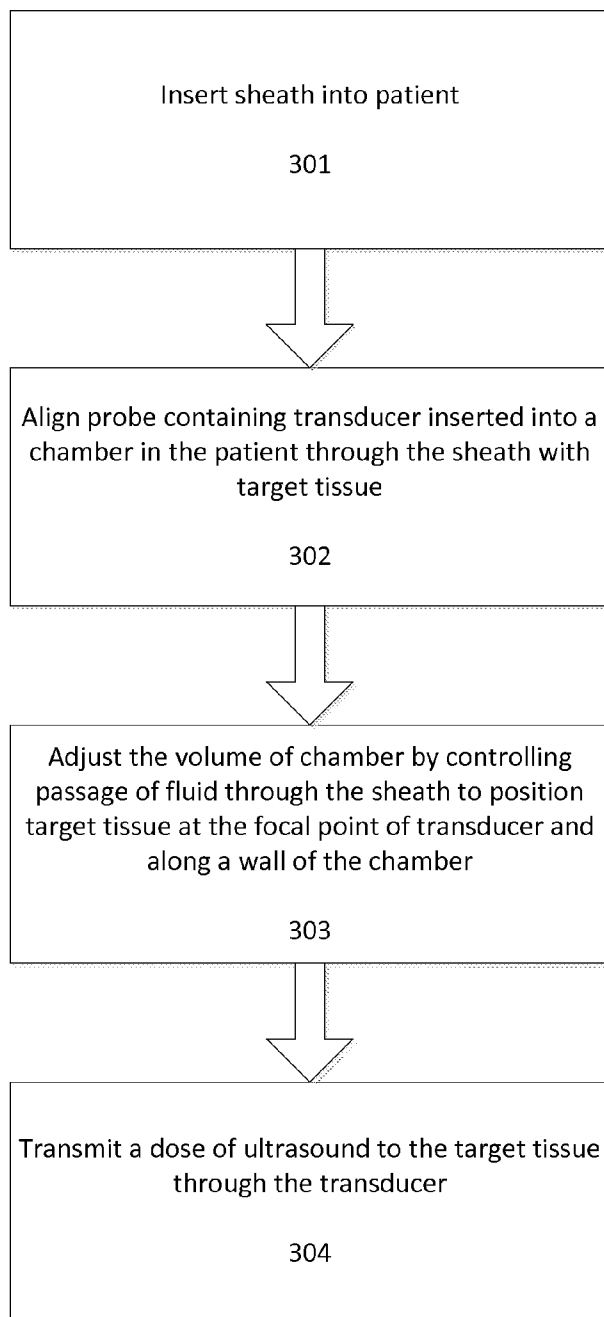 Insert sheath into patient
301
Align probe containing transducer inserted into a
chamber in the patient through the sheath with
target tissue
302
Adjust the volume of chamber by controlling
passage of fluid through the sheath to position
target tissue at the focal point of transducer and
along a wall of the chamber
303
Transmit a dose of ultrasound to the target tissue
through the transducer
304